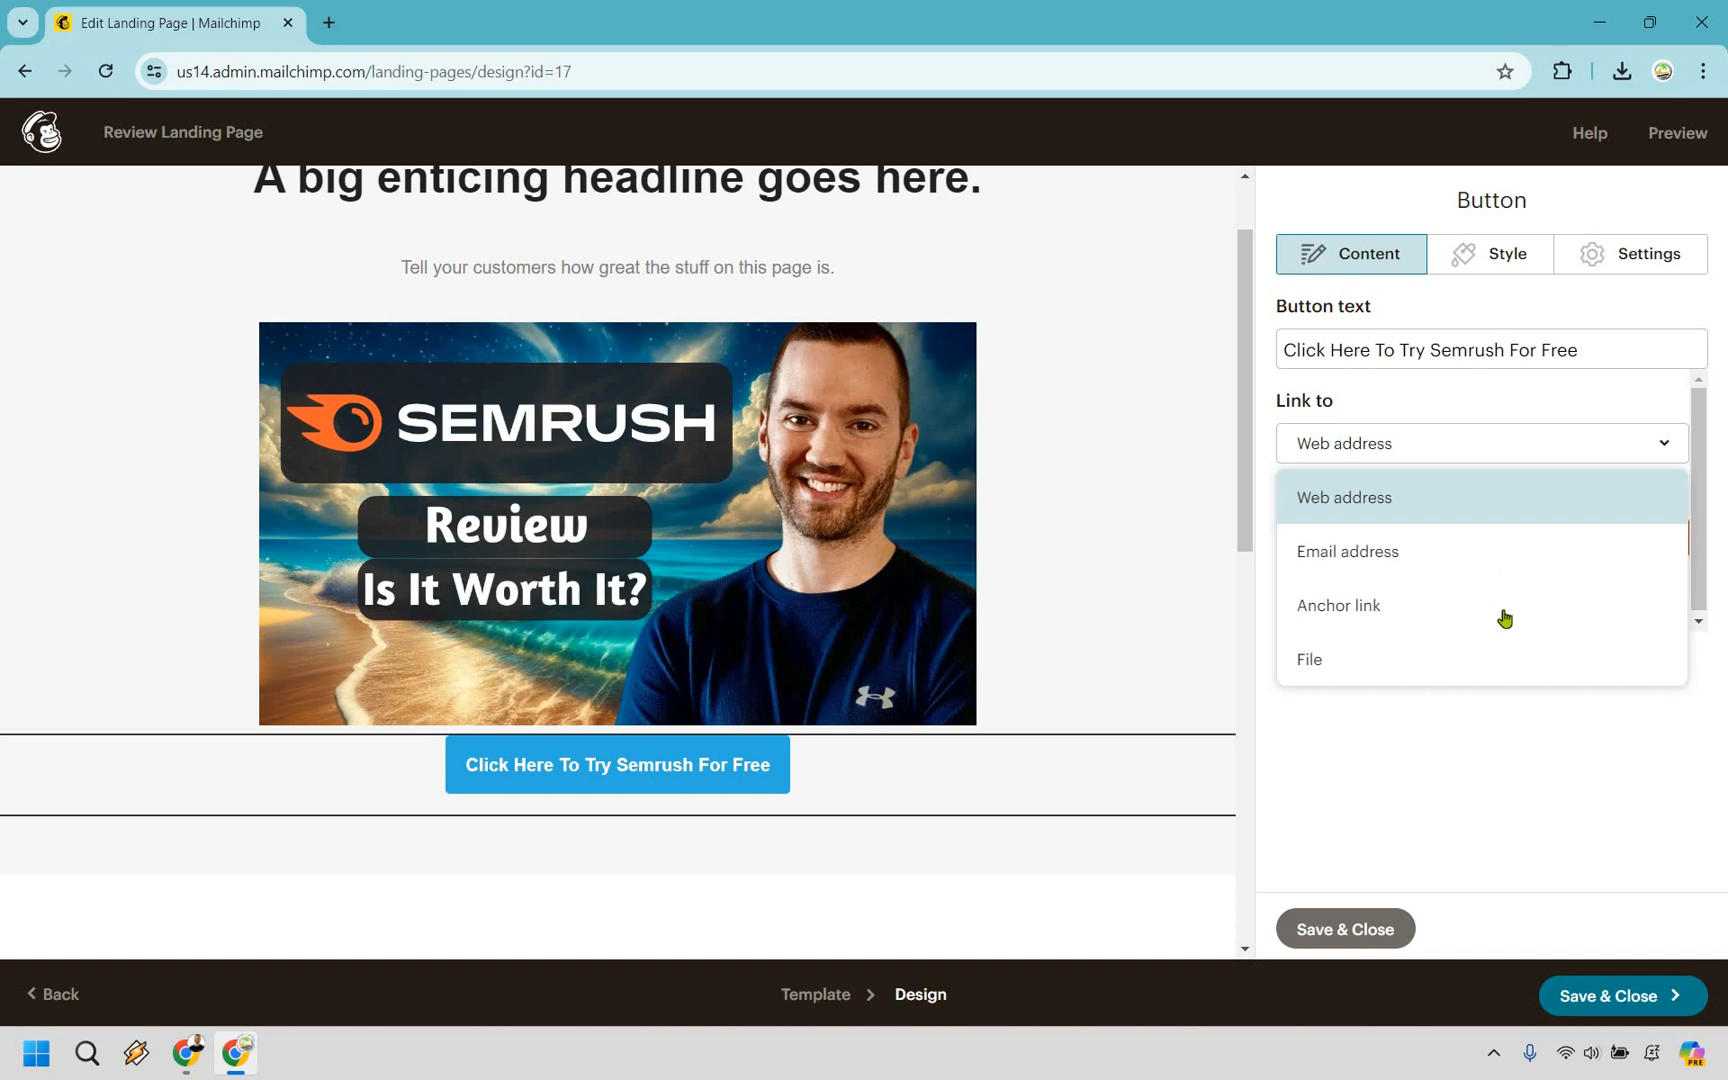 Edit Landing Page | Mailchimp
us14.admin.mailchimp.com/landing-pages/design?id=17
Review Landing Page
Help
Preview
A big enticing headline goes here.
Tell your customers how great the stuff on this page is.
SEMRUSH
Review
Is It Worth It?
Click Here To Try Semrush For Free
Button
Content
Style
Settings
Button text
Click Here To Try Semrush For Free
Link to
Web address
Web address
Email address
Anchor link
File
Save & Close
Back
Template
Design
Save & Close
PRE